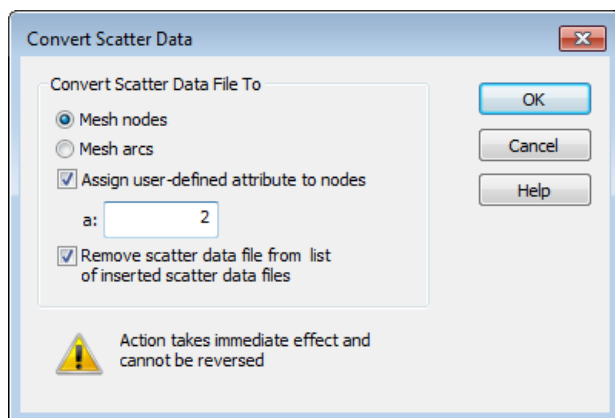 Convert Scatter Data
Convert Scatter Data File To
Mesh nodes
Mesh arcs
Assign user-defined attribute to nodes
a: 2
Remove scatter data file from list
of inserted scatter data files
OK
Cancel
Help
Action takes immediate effect and
cannot be reversed